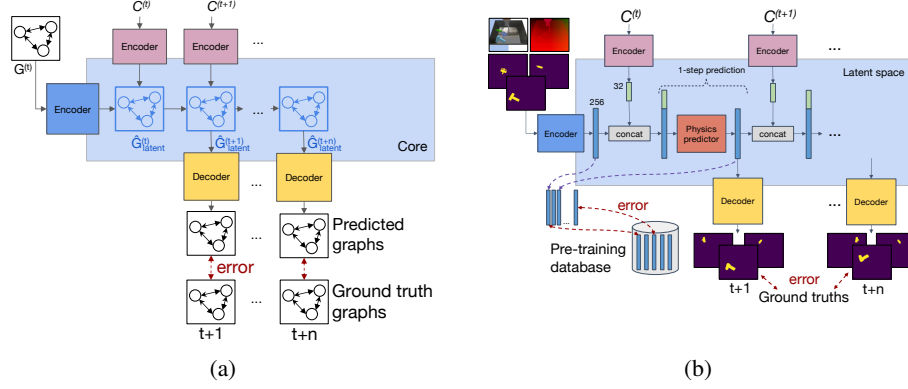 C(t)
C(t+1)
Encoder
Encoder
...
G(t)
Encoder
...
Ĝ(t)latent
Ĝ(t+1)latent
Ĝ(t+n)latent
Core
Decoder
...
Decoder
...
Predicted
graphs
error
...
Ground truth
graphs
t+1
t+n
(a)
C(t)
C(t+1)
Encoder
Encoder
...
1-step prediction
Latent space
32
256
Encoder
concat
Physics
predictor
concat
...
Decoder
...
Decoder
error
...
Pre-training
database
error
t+1
Ground truths
t+n
(b)